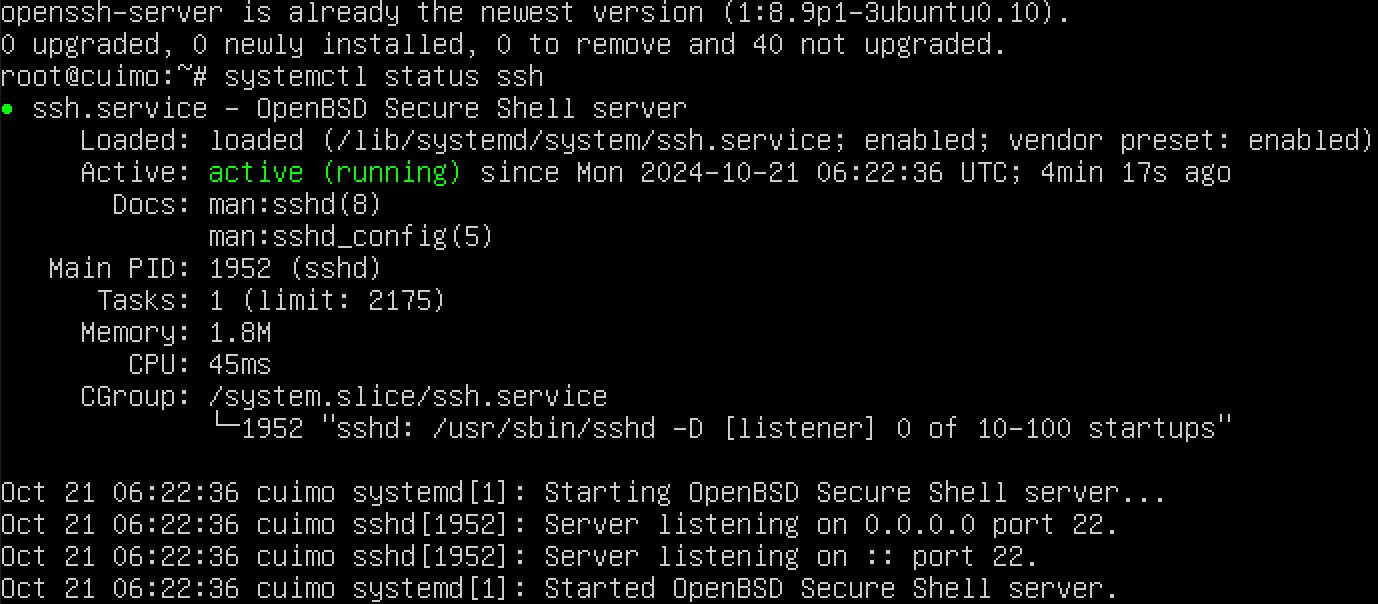 openssh-server is already the newest version (1:8.9p1-3ubuntu0.10).
0 upgraded, 0 newly installed, 0 to remove and 40 not upgraded.
root@cuimo:~# systemctl status ssh
● ssh.service - OpenBSD Secure Shell server
     Loaded: loaded (/lib/systemd/system/ssh.service; enabled; vendor preset: enabled)
     Active: active (running) since Mon 2024-10-21 06:22:36 UTC; 4min 17s ago
       Docs: man:sshd(8)
             man:sshd_config(5)
   Main PID: 1952 (sshd)
      Tasks: 1 (limit: 2175)
     Memory: 1.8M
        CPU: 45ms
     CGroup: /system.slice/ssh.service
             └─1952 "sshd: /usr/sbin/sshd -D [listener] 0 of 10-100 startups"

Oct 21 06:22:36 cuimo systemd[1]: Starting OpenBSD Secure Shell server...
Oct 21 06:22:36 cuimo sshd[1952]: Server listening on 0.0.0.0 port 22.
Oct 21 06:22:36 cuimo sshd[1952]: Server listening on :: port 22.
Oct 21 06:22:36 cuimo systemd[1]: Started OpenBSD Secure Shell server.